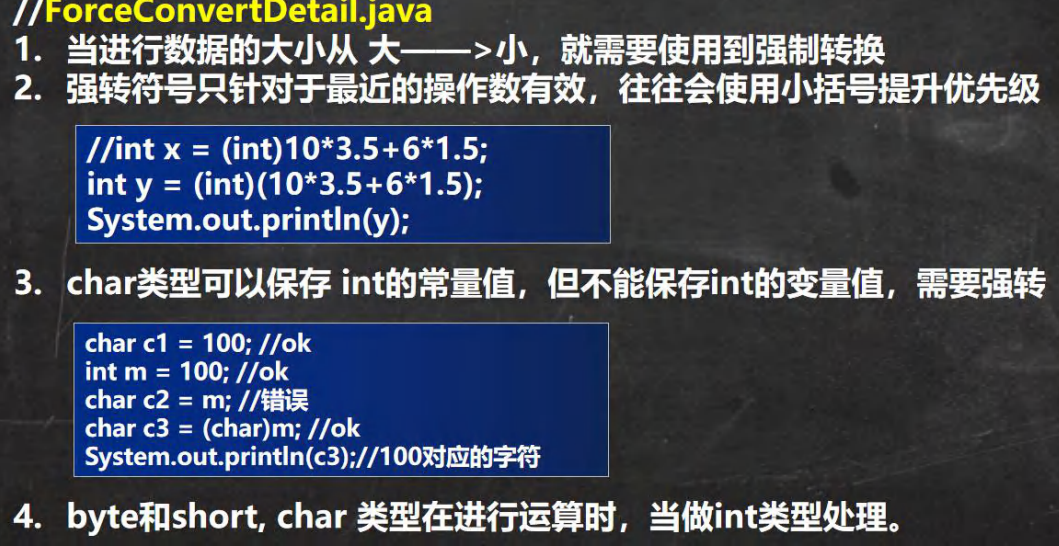 //ForceConvertDetail.java
1. 当进行数据的大小从 大——>小，就需要使用到强制转换
2. 强转符号只针对于最近的操作数有效，往往会使用小括号提升优先级
//int x = (int)10*3.5+6*1.5;
int y = (int)(10*3.5+6*1.5);
System.out.println(y);
3. char类型可以保存 int的常量值，但不能保存int的变量值，需要强转
char c1 = 100; //ok
int m = 100; //ok
char c2 = m; //错误
char c3 = (char)m; //ok
System.out.println(c3);//100对应的字符
4. byte和short, char 类型在进行运算时，当做int类型处理。